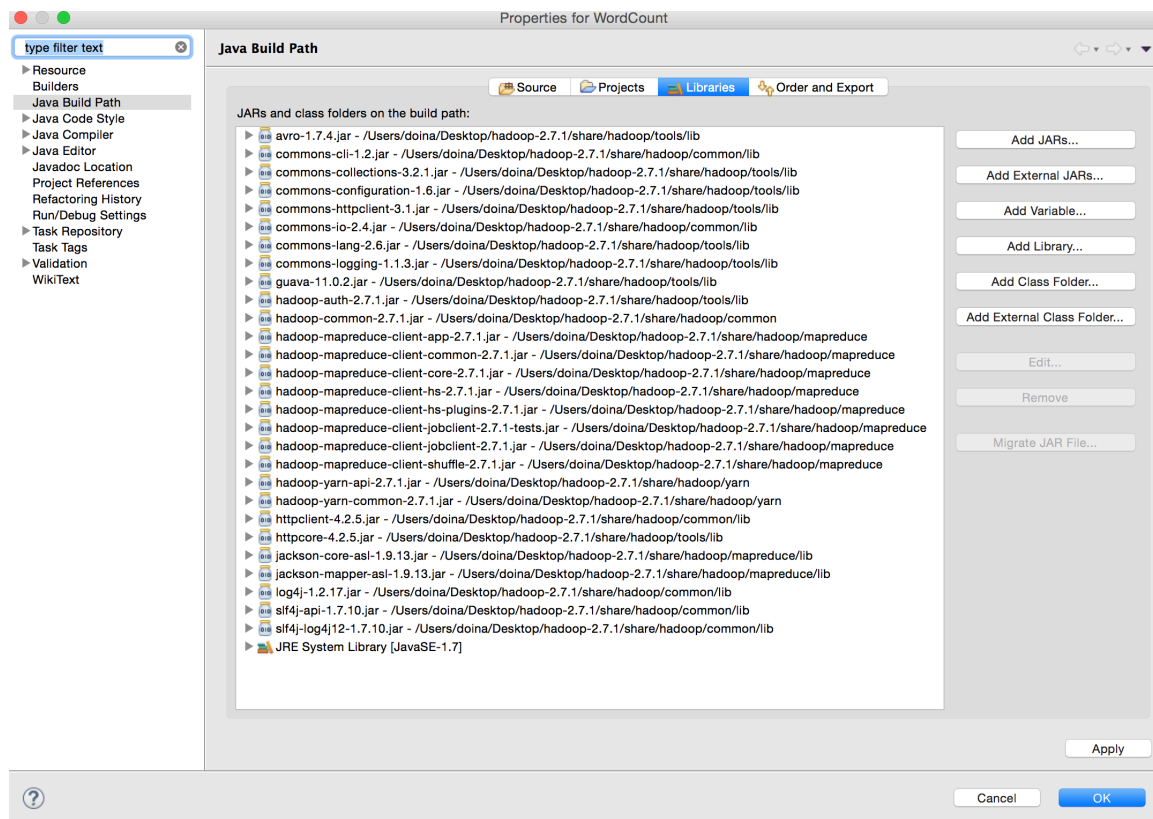 Properties for WordCount
type filter text
Java Build Path
Resource
Builders
Java Build Path
Java Code Style
Java Compiler
Java Editor
Javadoc Location
Project References
Refactoring History
Run/Debug Settings
Task Repository
Task Tags
Validation
WikiText
Source Projects Libraries Order and Export
JARs and class folders on the build path:
avro-1.7.4.jar - /Users/doina/Desktop/hadoop-2.7.1/share/hadoop/tools/lib
commons-cli-1.2.jar - /Users/doina/Desktop/hadoop-2.7.1/share/hadoop/common/lib
commons-collections-3.2.1.jar - /Users/doina/Desktop/hadoop-2.7.1/share/hadoop/tools/lib
commons-configuration-1.6.jar - /Users/doina/Desktop/hadoop-2.7.1/share/hadoop/tools/lib
commons-httpclient-3.1.jar - /Users/doina/Desktop/hadoop-2.7.1/share/hadoop/tools/lib
commons-io-2.4.jar - /Users/doina/Desktop/hadoop-2.7.1/share/hadoop/common/lib
commons-lang-2.6.jar - /Users/doina/Desktop/hadoop-2.7.1/share/hadoop/tools/lib
commons-logging-1.1.3.jar - /Users/doina/Desktop/hadoop-2.7.1/share/hadoop/tools/lib
guava-11.0.2.jar - /Users/doina/Desktop/hadoop-2.7.1/share/hadoop/tools/lib
hadoop-auth-2.7.1.jar - /Users/doina/Desktop/hadoop-2.7.1/share/hadoop/tools/lib
hadoop-common-2.7.1.jar - /Users/doina/Desktop/hadoop-2.7.1/share/hadoop/common
hadoop-mapreduce-client-app-2.7.1.jar - /Users/doina/Desktop/hadoop-2.7.1/share/hadoop/mapreduce
hadoop-mapreduce-client-common-2.7.1.jar - /Users/doina/Desktop/hadoop-2.7.1/share/hadoop/mapreduce
hadoop-mapreduce-client-core-2.7.1.jar - /Users/doina/Desktop/hadoop-2.7.1/share/hadoop/mapreduce
hadoop-mapreduce-client-hs-2.7.1.jar - /Users/doina/Desktop/hadoop-2.7.1/share/hadoop/mapreduce
hadoop-mapreduce-client-hs-plugins-2.7.1.jar - /Users/doina/Desktop/hadoop-2.7.1/share/hadoop/mapreduce
hadoop-mapreduce-client-jobclient-2.7.1-tests.jar - /Users/doina/Desktop/hadoop-2.7.1/share/hadoop/mapreduce
hadoop-mapreduce-client-jobclient-2.7.1.jar - /Users/doina/Desktop/hadoop-2.7.1/share/hadoop/mapreduce
hadoop-mapreduce-client-shuffle-2.7.1.jar - /Users/doina/Desktop/hadoop-2.7.1/share/hadoop/mapreduce
hadoop-yarn-api-2.7.1.jar - /Users/doina/Desktop/hadoop-2.7.1/share/hadoop/yarn
hadoop-yarn-common-2.7.1.jar - /Users/doina/Desktop/hadoop-2.7.1/share/hadoop/yarn
httpclient-4.2.5.jar - /Users/doina/Desktop/hadoop-2.7.1/share/hadoop/common/lib
httpcore-4.2.5.jar - /Users/doina/Desktop/hadoop-2.7.1/share/hadoop/tools/lib
jackson-core-asl-1.9.13.jar - /Users/doina/Desktop/hadoop-2.7.1/share/hadoop/mapreduce/lib
jackson-mapper-asl-1.9.13.jar - /Users/doina/Desktop/hadoop-2.7.1/share/hadoop/mapreduce/lib
log4j-1.2.17.jar - /Users/doina/Desktop/hadoop-2.7.1/share/hadoop/common/lib
slf4j-api-1.7.10.jar - /Users/doina/Desktop/hadoop-2.7.1/share/hadoop/common/lib
slf4j-log4j12-1.7.10.jar - /Users/doina/Desktop/hadoop-2.7.1/share/hadoop/common/lib
JRE System Library [JavaSE-1.7]
Add JARs...
Add External JARs...
Add Variable...
Add Library...
Add Class Folder...
Add External Class Folder...
Edit...
Remove
Migrate JAR File...
Apply
?
Cancel
OK